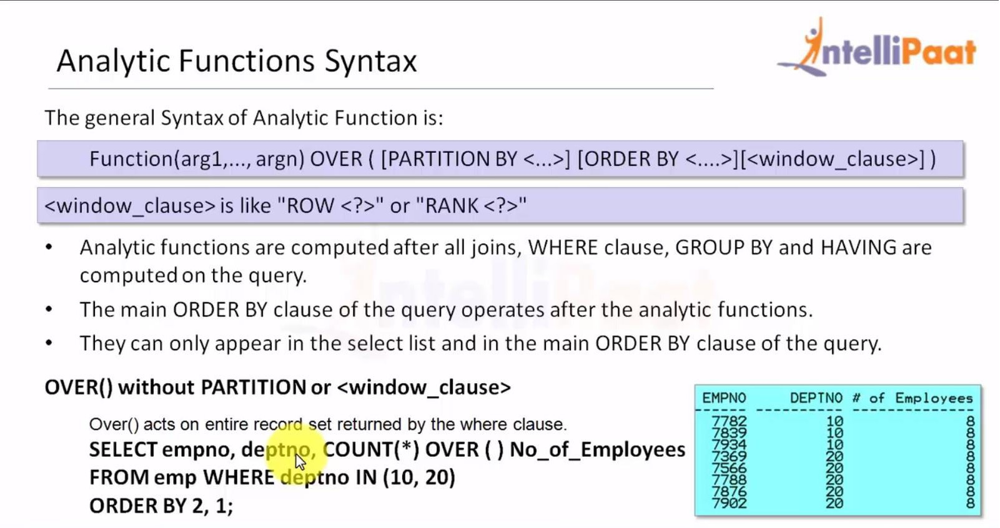 IntelliPaat
Analytic Functions Syntax
The general Syntax of Analytic Function is:
Function(arg1,..., argn) OVER ( [PARTITION BY <...>] [ORDER BY <....>][<window_clause>] )
<window_clause> is like "ROW <?>" or "RANK <?>"
• Analytic functions are computed after all joins, WHERE clause, GROUP BY and HAVING are
computed on the query.
• The main ORDER BY clause of the query operates after the analytic functions.
• They can only appear in the select list and in the main ORDER BY clause of the query.
OVER() without PARTITION or <window_clause>
Over() acts on entire record set returned by the where clause.
SELECT empno, deptno, COUNT(*) OVER ( ) No_of_Employees
FROM emp WHERE deptno IN (10, 20)
ORDER BY 2, 1;
EMPNO DEPTNO # of Employees
------- ---------- --------------
7782 10 8
7839 10 8
7934 10 8
7369 20 8
7566 20 8
7788 20 8
7876 20 8
7902 20 8